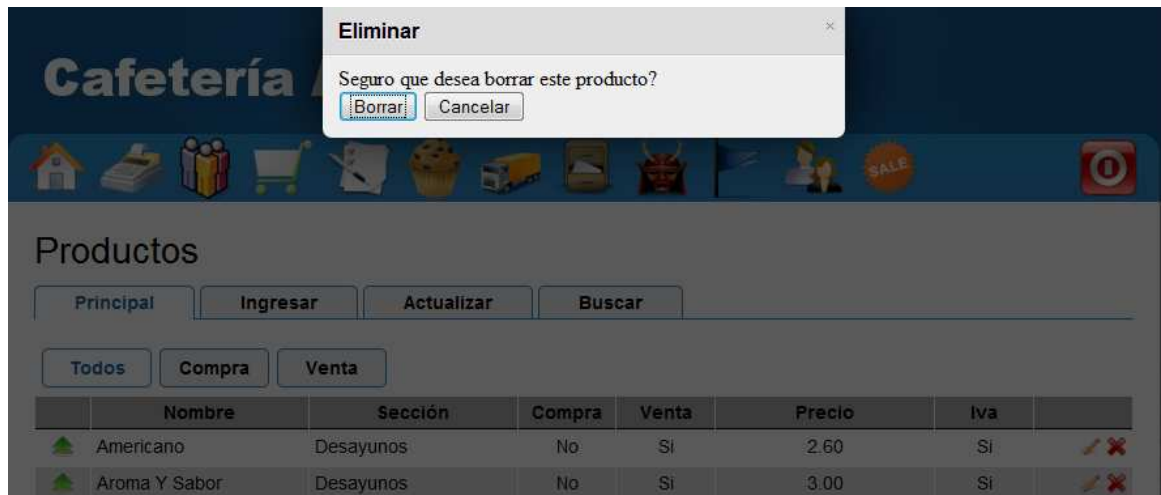 Eliminar ×
Seguro que desea borrar este producto?
Borrar Cancelar
Cafetería
SALE
Productos
Principal Ingresar Actualizar Buscar
Todos Compra Venta
Nombre Sección Compra Venta Precio Iva
Americano Desayunos No Si 2.60 Si
Aroma Y Sabor Desayunos No Si 3.00 Si